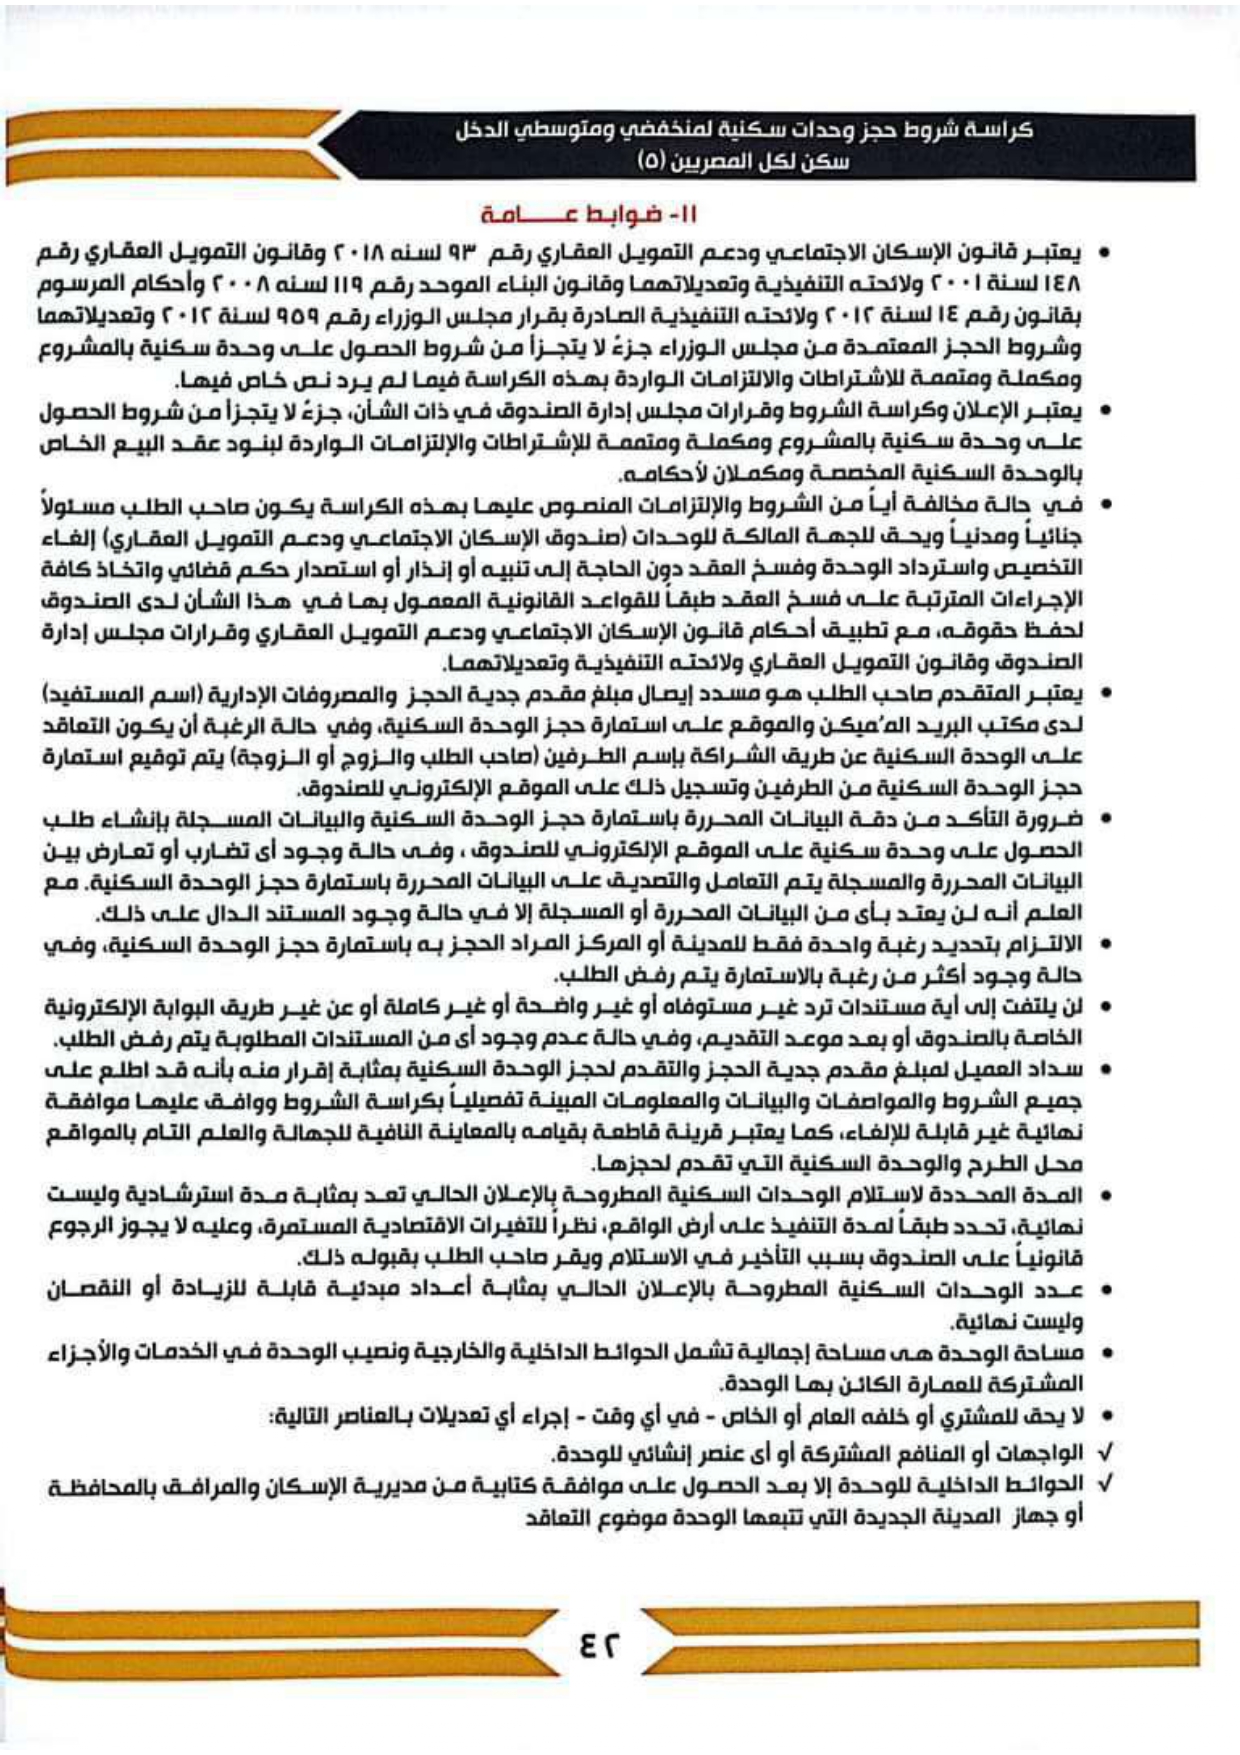 كراسة شروط حجز وحدات سكنية لمنخفضي ومتوسطي الدخل
سكن لكل المصريين (٥)
١١- ضوابط عـــــامة
• يعتبر قانون الإسكان الاجتماعي ودعم التمويل العقاري رقم ٩٣ لسنه ٢٠١٨ وقانون التمويل العقاري رقم
١٤٨ لسنة ٢٠٠١ ولائحته التنفيذية وتعديلاتهما وقانون البناء الموحد رقم ١١٩ لسنه ٢٠٠٨ وأحكام المرسوم
بقانون رقم ١٤ لسنة ٢٠١٢ ولائحته التنفيذية الصادرة بقرار مجلس الوزراء رقم ٩٥٩ لسنة ٢٠١٢ وتعديلاتهما
وشروط الحجز المعتمدة من مجلس الوزراء جزءً لا يتجزأ من شروط الحصول على وحدة سكنية بالمشروع
ومكملة ومتممة للاشتراطات والالتزامات الواردة بهذه الكراسة فيما لم يرد نص خاص فيها.
• يعتبر الإعلان وكراسة الشروط وقرارات مجلس إدارة الصندوق في ذات الشأن، جزءً لا يتجزأ من شروط الحصول
على وحدة سكنية بالمشروع ومكملة ومتممة للإشتراطات والإلتزامات الواردة لبنود عقد البيع الخاص
بالوحدة السكنية المخصصة ومكملان لأحكامه.
• في حالة مخالفة أياً من الشروط والإلتزامات المنصوص عليها بهذه الكراسة يكون صاحب الطلب مسئولاً
جنائياً ومدنياً ويحق للجهة المالكة للوحدات (صندوق الإسكان الاجتماعي ودعم التمويل العقاري) إلغاء
التخصيص واسترداد الوحدة وفسخ العقد دون الحاجة إلى تنبيه أو إنذار أو استصدار حكم قضائي واتخاذ كافة
الإجراءات المترتبة على فسخ العقد طبقاً للقواعد القانونية المعمول بها في هذا الشأن لدى الصندوق
لحفظ حقوقه، مع تطبيق أحكام قانون الإسكان الاجتماعي ودعم التمويل العقاري وقرارات مجلس إدارة
الصندوق وقانون التمويل العقاري ولائحته التنفيذية وتعديلاتهما.
• يعتبر المتقدم صاحب الطلب هو مسدد إيصال مبلغ مقدم جدية الحجز والمصروفات الإدارية (اسم المستفيد)
لدى مكتب البريد المُميكن والموقع على استمارة حجز الوحدة السكنية، وفي حالة الرغبة أن يكون التعاقد
على الوحدة السكنية عن طريق الشراكة بإسم الطرفين (صاحب الطلب والزوج أو الزوجة) يتم توقيع استمارة
حجز الوحدة السكنية من الطرفين وتسجيل ذلك على الموقع الإلكتروني للصندوق.
• ضرورة التأكد من دقة البيانات المحررة باستمارة حجز الوحدة السكنية والبيانات المسجلة بإنشاء طلب
الحصول على وحدة سكنية على الموقع الإلكتروني للصندوق ، وفى حالة وجود أى تضارب أو تعارض بين
البيانات المحررة والمسجلة يتم التعامل والتصديق على البيانات المحررة باستمارة حجز الوحدة السكنية. مع
العلم أنه لن يعتد بأى من البيانات المحررة أو المسجلة إلا في حالة وجود المستند الدال على ذلك.
• الالتزام بتحديد رغبة واحدة فقط للمدينة أو المركز المراد الحجز به باستمارة حجز الوحدة السكنية، وفي
حالة وجود أكثر من رغبة بالاستمارة يتم رفض الطلب.
• لن يلتفت إلى أية مستندات ترد غير مستوفاه أو غير واضحة أو غير كاملة أو عن غير طريق البوابة الإلكترونية
الخاصة بالصندوق أو بعد موعد التقديم، وفي حالة عدم وجود أى من المستندات المطلوبة يتم رفض الطلب.
• سداد العميل لمبلغ مقدم جدية الحجز والتقدم لحجز الوحدة السكنية بمثابة إقرار منه بأنه قد اطلع على
جميع الشروط والمواصفات والبيانات والمعلومات المبينة تفصيلياً بكراسة الشروط ووافق عليها موافقة
نهائية غير قابلة للإلغاء، كما يعتبر قرينة قاطعة بقيامه بالمعاينة النافية للجهالة والعلم التام بالمواقع
محل الطرح والوحدة السكنية التي تقدم لحجزها.
• المدة المحددة لاستلام الوحدات السكنية المطروحة بالإعلان الحالي تعد بمثابة مدة استرشادية وليست
نهائية، تحدد طبقاً لمدة التنفيذ على أرض الواقع، نظراً للتغيرات الاقتصادية المستمرة، وعليه لا يجوز الرجوع
قانونياً على الصندوق بسبب التأخير في الاستلام ويقر صاحب الطلب بقبوله ذلك.
• عدد الوحدات السكنية المطروحة بالإعلان الحالي بمثابة أعداد مبدئية قابلة للزيادة أو النقصان
وليست نهائية.
• مساحة الوحدة هى مساحة إجمالية تشمل الحوائط الداخلية والخارجية ونصيب الوحدة في الخدمات والأجزاء
المشتركة للعمارة الكائن بها الوحدة.
• لا يحق للمشتري أو خلفه العام أو الخاص - في أي وقت - إجراء أي تعديلات بالعناصر التالية:
√ الواجهات أو المنافع المشتركة أو أى عنصر إنشائي للوحدة.
√ الحوائط الداخلية للوحدة إلا بعد الحصول على موافقة كتابية من مديرية الإسكان والمرافق بالمحافظة
أو جهاز المدينة الجديدة التي تتبعها الوحدة موضوع التعاقد
٤٢